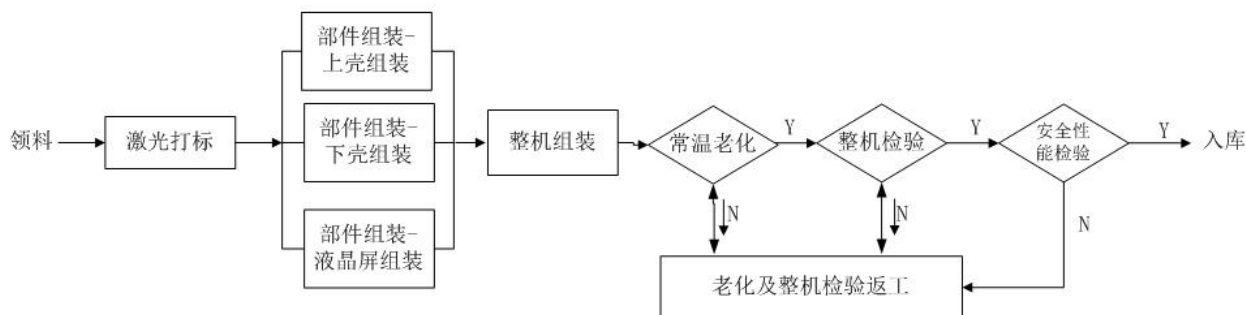 部件组装-
上壳组装
领料
激光打标
部件组装-
下壳组装
整机组装
常温老化
Y
整机检验
Y
安全性
能检验
Y
入库
部件组装-
液晶屏组装
N
N
N
老化及整机检验返工